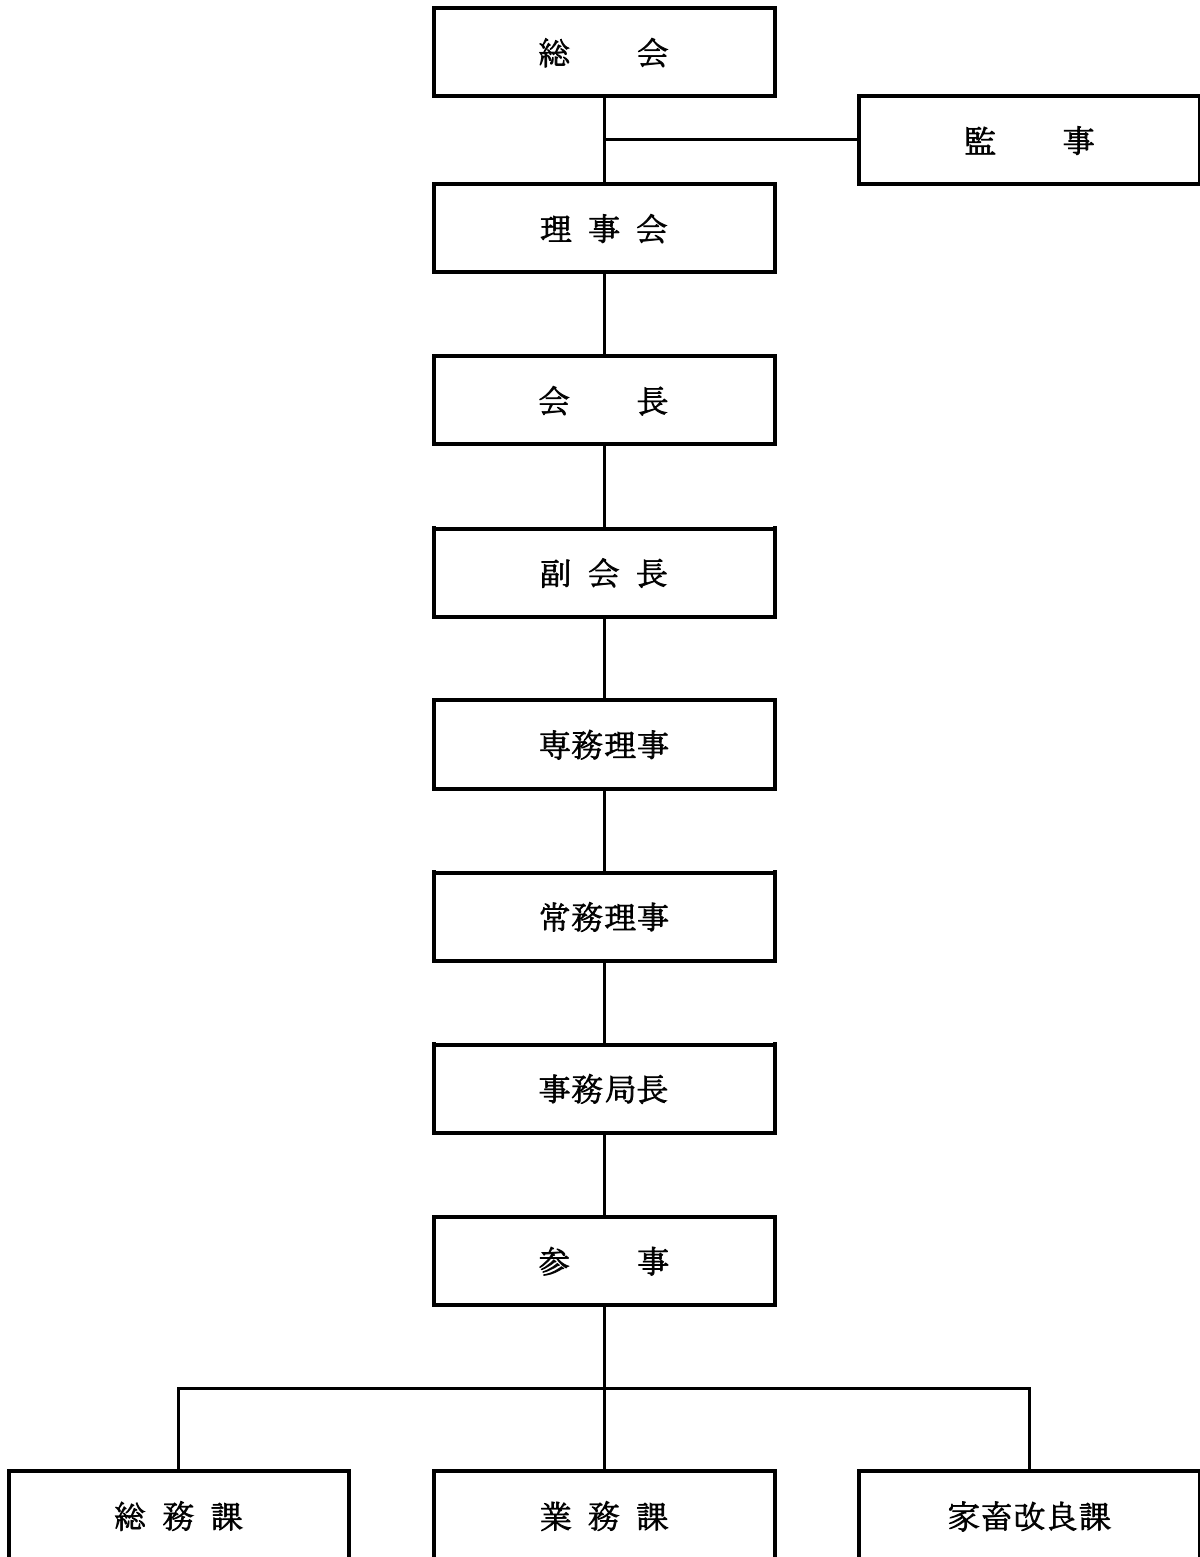 総　　会
監　　事
理 事 会
会　　長
副 会 長
専務理事
常務理事
事務局長
参　　事
総 務 課
業 務 課
家畜改良課